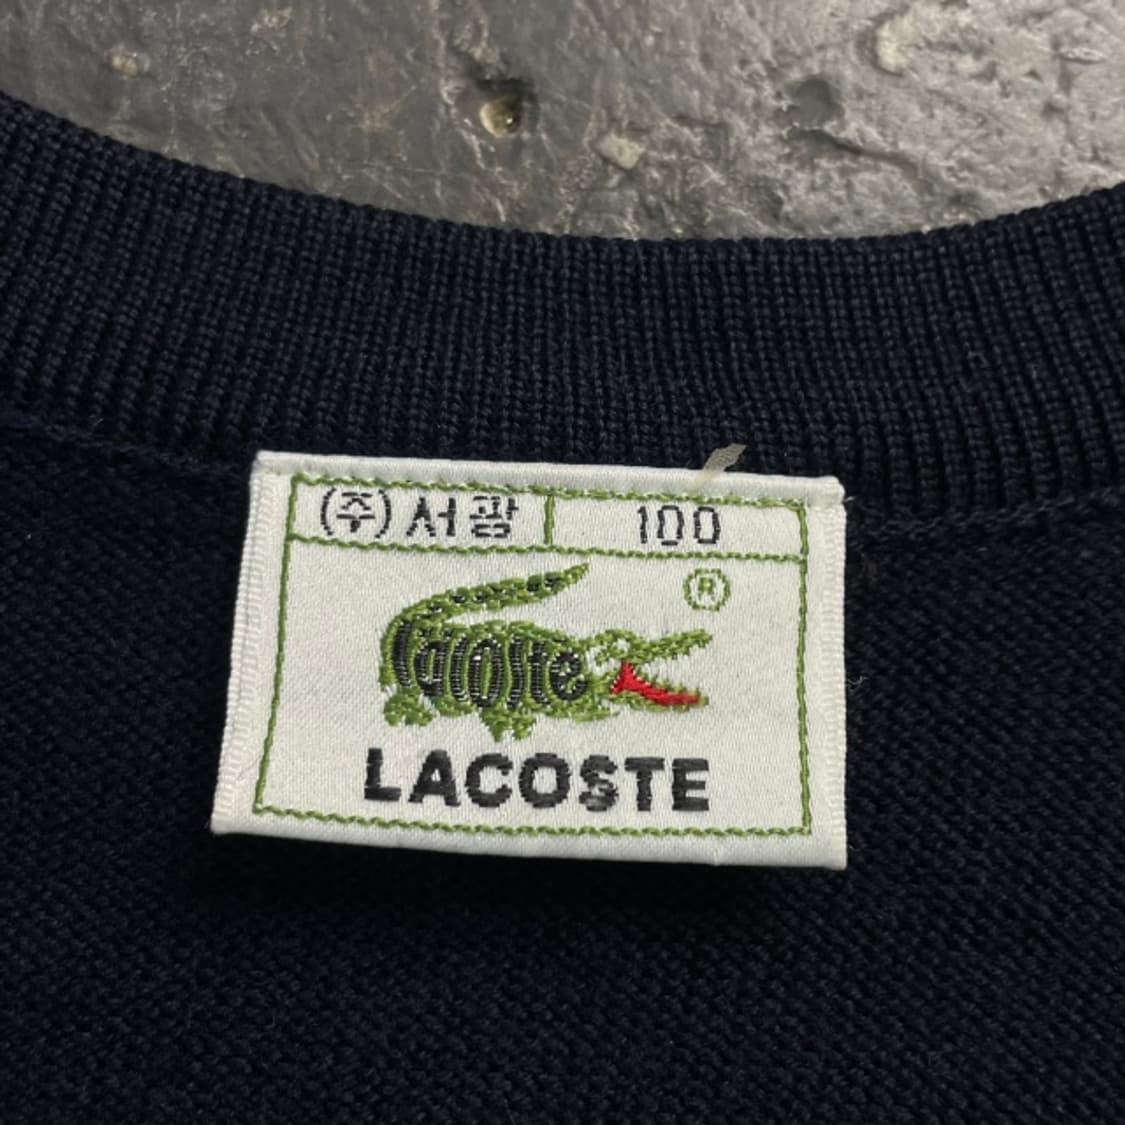 (주)서광 100
®
lacoste
LACOSTE